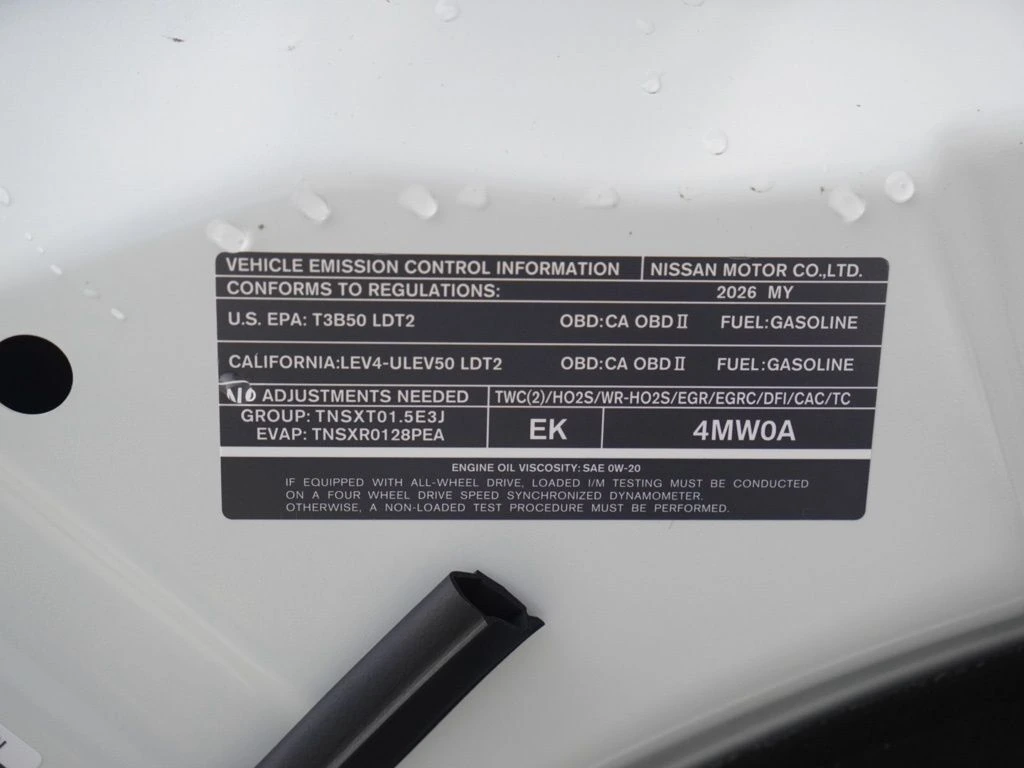 VEHICLE EMISSION CONTROL INFORMATION NISSAN MOTOR CO.,LTD.
CONFORMS TO REGULATIONS: 2026 MY
U.S. EPA: T3B50 LDT2 OBD:CA OBDⅡ FUEL:GASOLINE
CALIFORNIA:LEV4-ULEV50 LDT2 OBD:CA OBDⅡ FUEL:GASOLINE
NO ADJUSTMENTS NEEDED TWC(2)/HO2S/WR-HO2S/EGR/EGRC/DFI/CAC/TC
GROUP: TNSXT01.5E3J
EVAP: TNSXR0128PEA
EK 4MW0A
ENGINE OIL VISCOSITY: SAE 0W-20
IF EQUIPPED WITH ALL-WHEEL DRIVE, LOADED I/M TESTING MUST BE CONDUCTED
ON A FOUR WHEEL DRIVE SPEED SYNCHRONIZED DYNAMOMETER.
OTHERWISE, A NON-LOADED TEST PROCEDURE MUST BE PERFORMED.